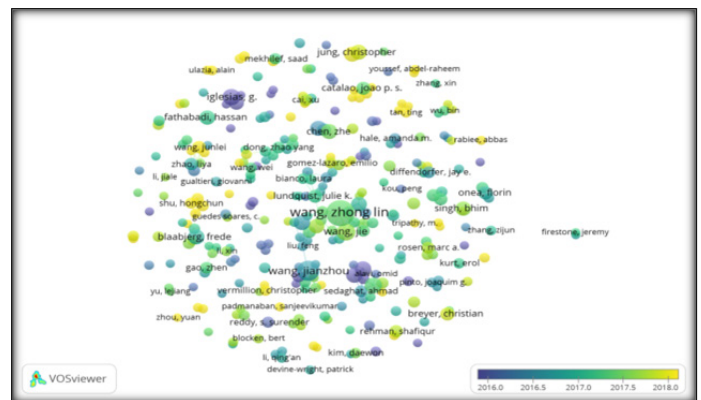 jung, christopher
mekhilef, saad
ulazia, alain
youssef, abdel-raheem
zhang, xin
catalao, joao p. s.
iglesias, g.
cai, xu
tan, ting
wu, bin
fathabadi, hassan
chen, zhe
hale, amanda m.
rabiee, abbas
wang, junlei
dong, zhao yang
zhao, liya
wang, wei
gomez-lazaro, emilio
diffendorfer, jay e.
li, jiale
gualtieri, giovanni
bianco, laura
kou, peng
onea, florin
lundquist, julie k.
shu, hongchun
wang, zhong lin
singh, bhim
guedes soares, c.
tripathy, m.
wang, jie
zhang, zijun
firestone, jeremy
blaabjerg, frede
liu, feng
rosen, marc a.
gao, zhen
wang, jianzhou
kurt, erol
pinto, joaquim g.
yu, lejiang
vermillion, christopher
sedaghat, ahmad
padmanaban, sanjeevikumar
zhou, yuan
breyer, christian
reddy, s. surender
rehman, shafiqur
blocken, bert
kim, daewon
li, qing'an
devine-wright, patrick
VOSviewer
2016.0 2016.5 2017.0 2017.5 2018.0